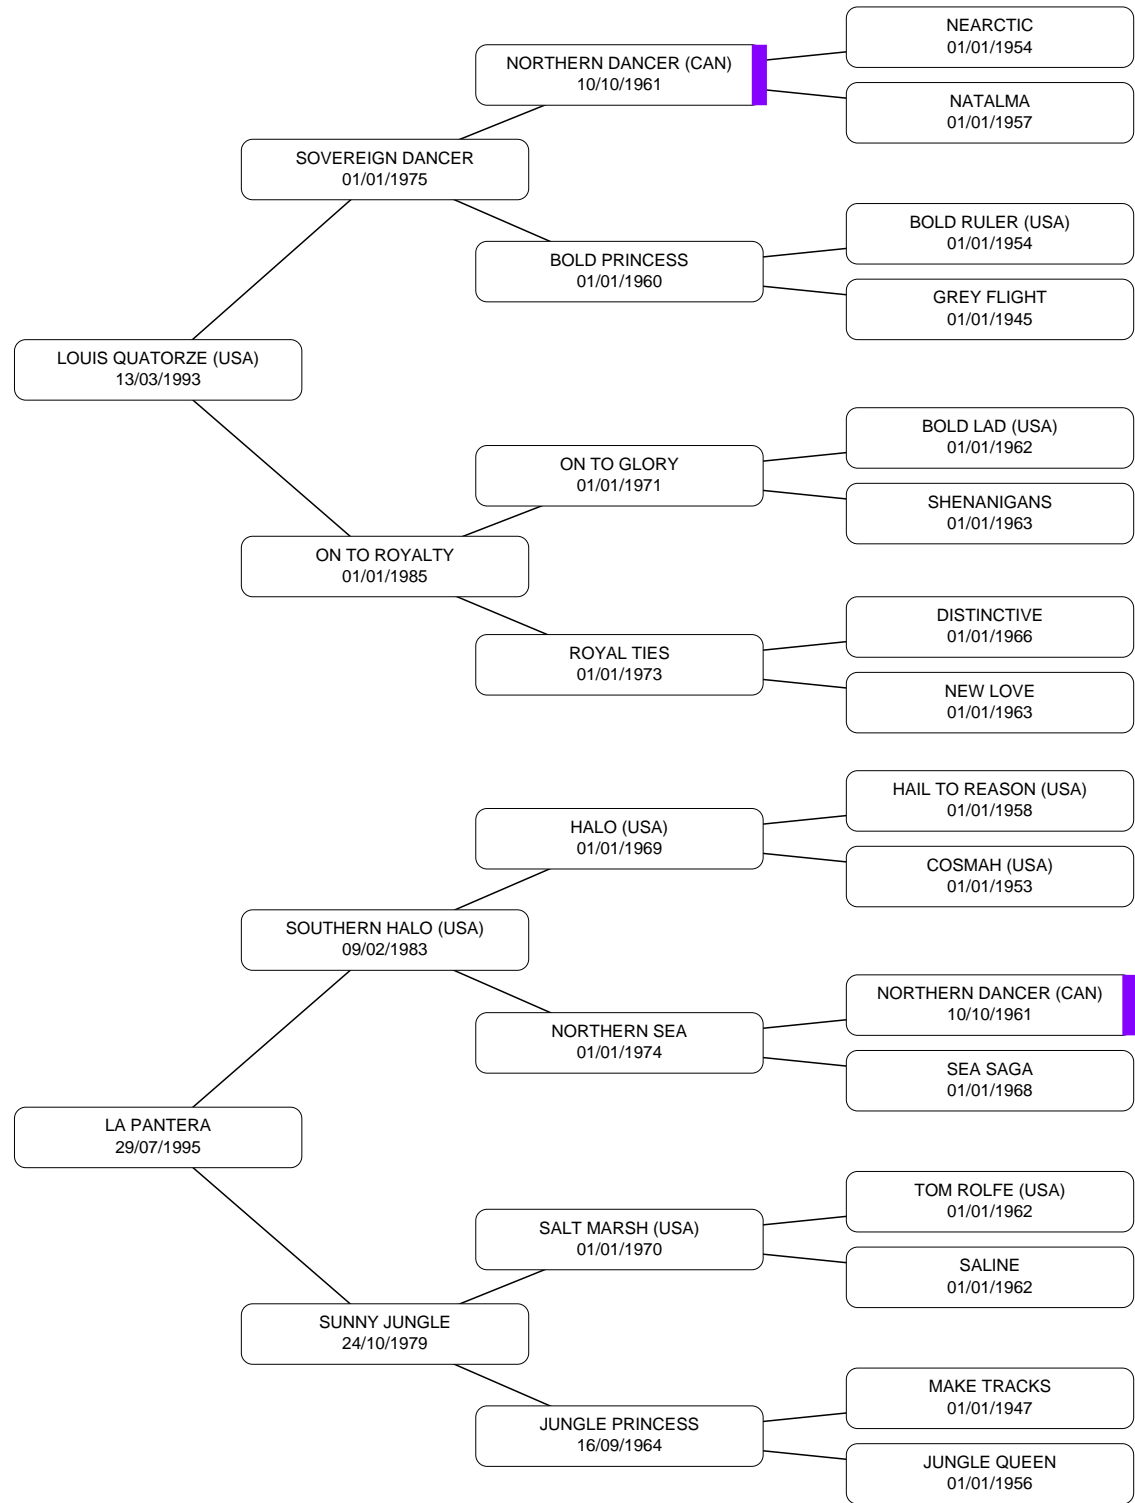 NEARCTIC
01/01/1954
NORTHERN DANCER (CAN)
10/10/1961
NATALMA
01/01/1957
SOVEREIGN DANCER
01/01/1975
BOLD RULER (USA)
01/01/1954
BOLD PRINCESS
01/01/1960
GREY FLIGHT
01/01/1945
LOUIS QUATORZE (USA)
13/03/1993
BOLD LAD (USA)
01/01/1962
ON TO GLORY
01/01/1971
SHENANIGANS
01/01/1963
ON TO ROYALTY
01/01/1985
DISTINCTIVE
01/01/1966
ROYAL TIES
01/01/1973
NEW LOVE
01/01/1963
HAIL TO REASON (USA)
01/01/1958
HALO (USA)
01/01/1969
COSMAH (USA)
01/01/1953
SOUTHERN HALO (USA)
09/02/1983
NORTHERN DANCER (CAN)
10/10/1961
NORTHERN SEA
01/01/1974
SEA SAGA
01/01/1968
LA PANTERA
29/07/1995
TOM ROLFE (USA)
01/01/1962
SALT MARSH (USA)
01/01/1970
SALINE
01/01/1962
SUNNY JUNGLE
24/10/1979
MAKE TRACKS
01/01/1947
JUNGLE PRINCESS
16/09/1964
JUNGLE QUEEN
01/01/1956